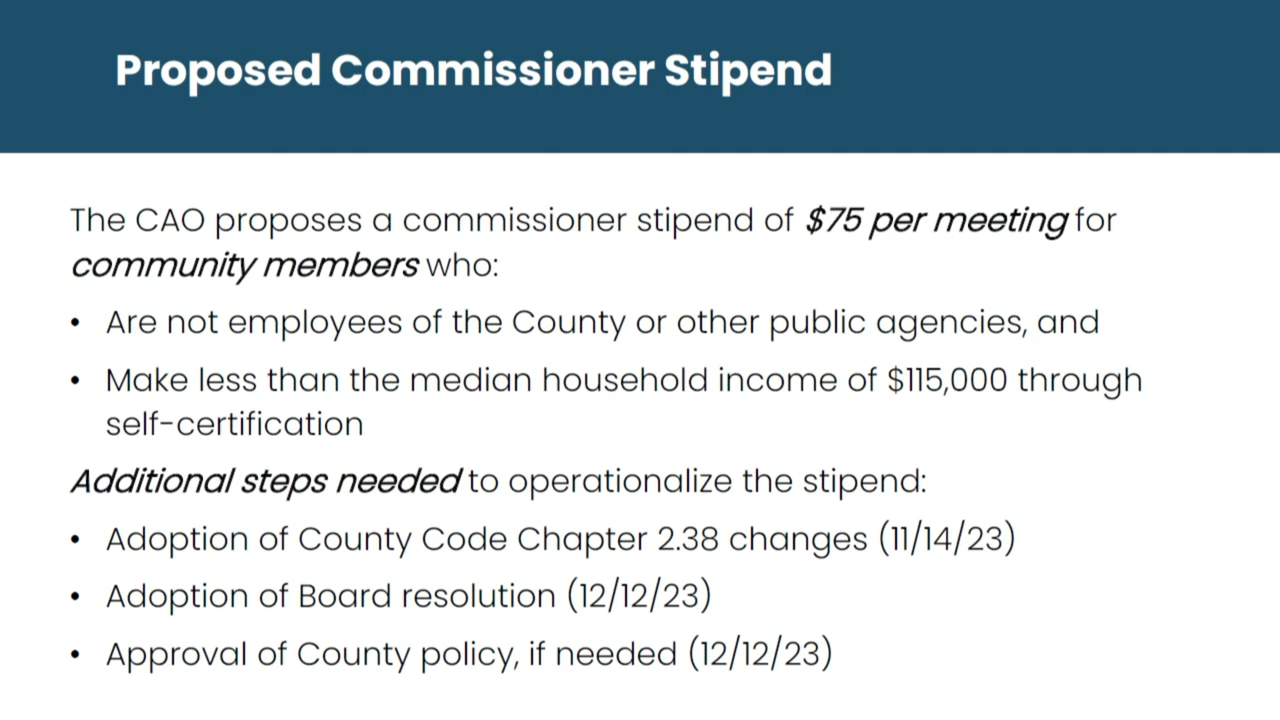 Proposed Commissioner Stipend
The CAO proposes a commissioner stipend of $75 per meeting for
community members who:
• Are not employees of the County or other public agencies, and
• Make less than the median household income of $115,000 through
self-certification
Additional steps needed to operationalize the stipend:
• Adoption of County Code Chapter 2.38 changes (11/14/23)
• Adoption of Board resolution (12/12/23)
• Approval of County policy, if needed (12/12/23)